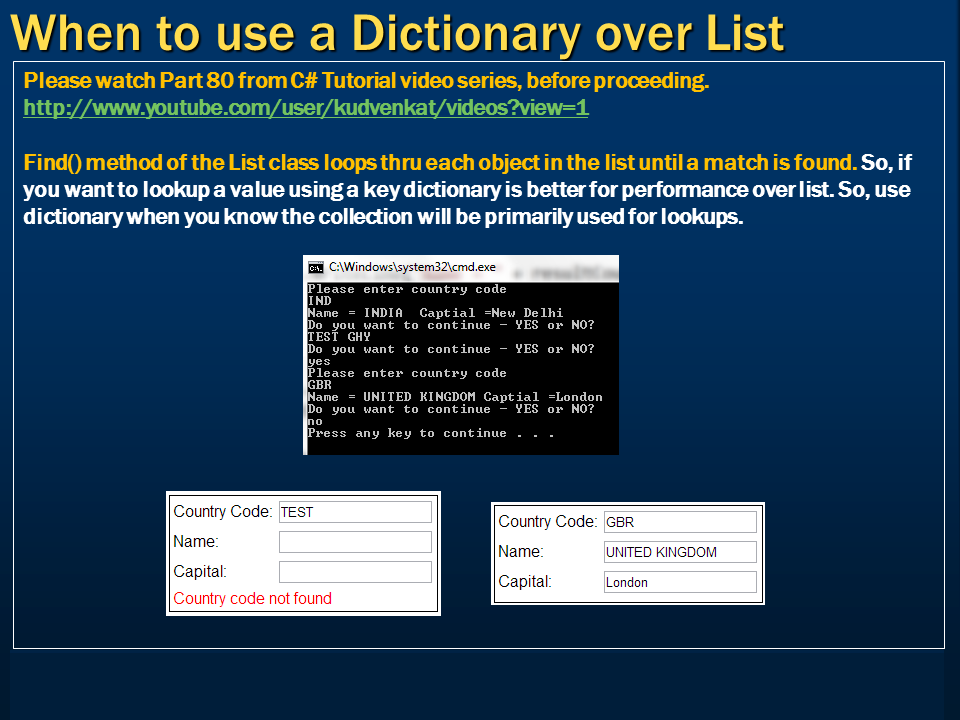 When to use a Dictionary over List
Please watch Part 80 from C# Tutorial video series, before proceeding.
http://www.youtube.com/user/kudvenkat/videos?view=1
Find() method of the List class loops thru each object in the list until a match is found. So, if
you want to lookup a value using a key dictionary is better for performance over list. So, use
dictionary when you know the collection will be primarily used for lookups.
C:\Windows\system32\cmd.exe
Please enter country code
IND
Name = INDIA  Captial =New Delhi
Do you want to continue - YES or NO?
TEST GHY
Do you want to continue - YES or NO?
yes
Please enter country code
GBR
Name = UNITED KINGDOM Captial =London
Do you want to continue - YES or NO?
no
Press any key to continue . . .
Country Code: TEST
Name:
Capital:
Country code not found
Country Code: GBR
Name: UNITED KINGDOM
Capital: London